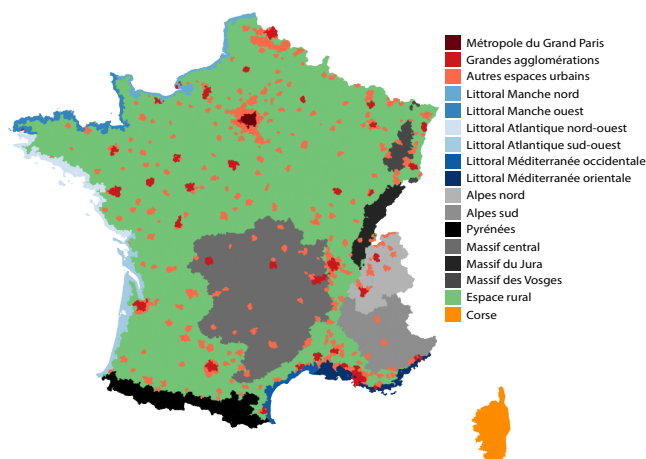 Métropole du Grand Paris
Grandes agglomérations
Autres espaces urbains
Littoral Manche nord
Littoral Manche ouest
Littoral Atlantique nord-ouest
Littoral Atlantique sud-ouest
Littoral Méditerranée occidentale
Littoral Méditerranée orientale
Alpes nord
Alpes sud
Pyrénées
Massif central
Massif du Jura
Massif des Vosges
Espace rural
Corse